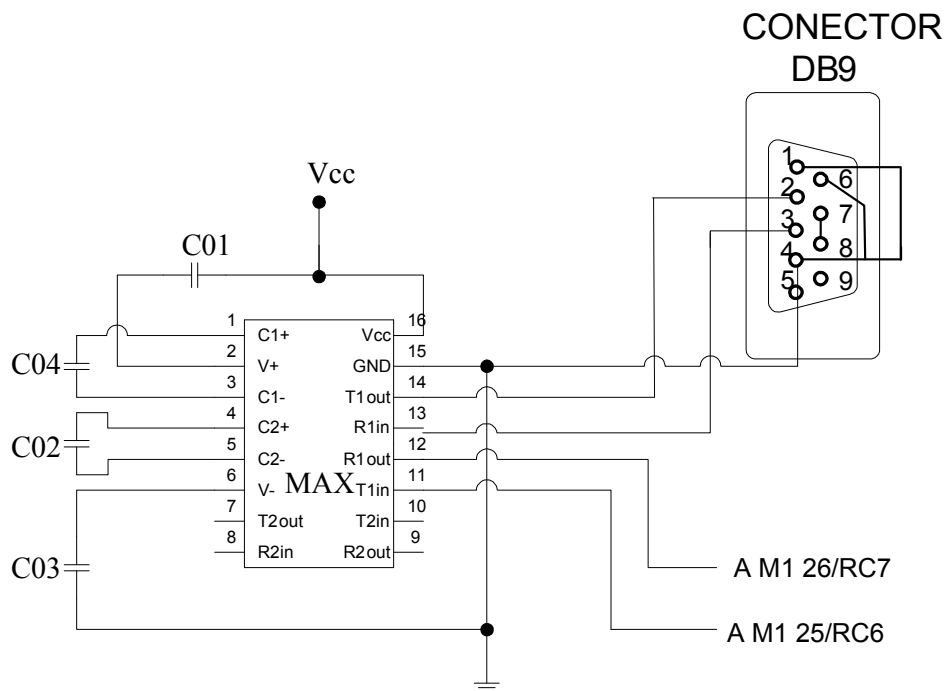 CONECTOR
DB9
1
6
2
7
3
8
4
9
5
Vcc
C01
1 C1+ Vcc 16
2 V+ GND 15
C04
3 C1- T1out 14
4 C2+ R1in 13
C02
5 C2- R1out 12
6 V- MAX T1in 11
7 T2out T2in 10
8 R2in R2out 9
C03
A M1 26/RC7
A M1 25/RC6